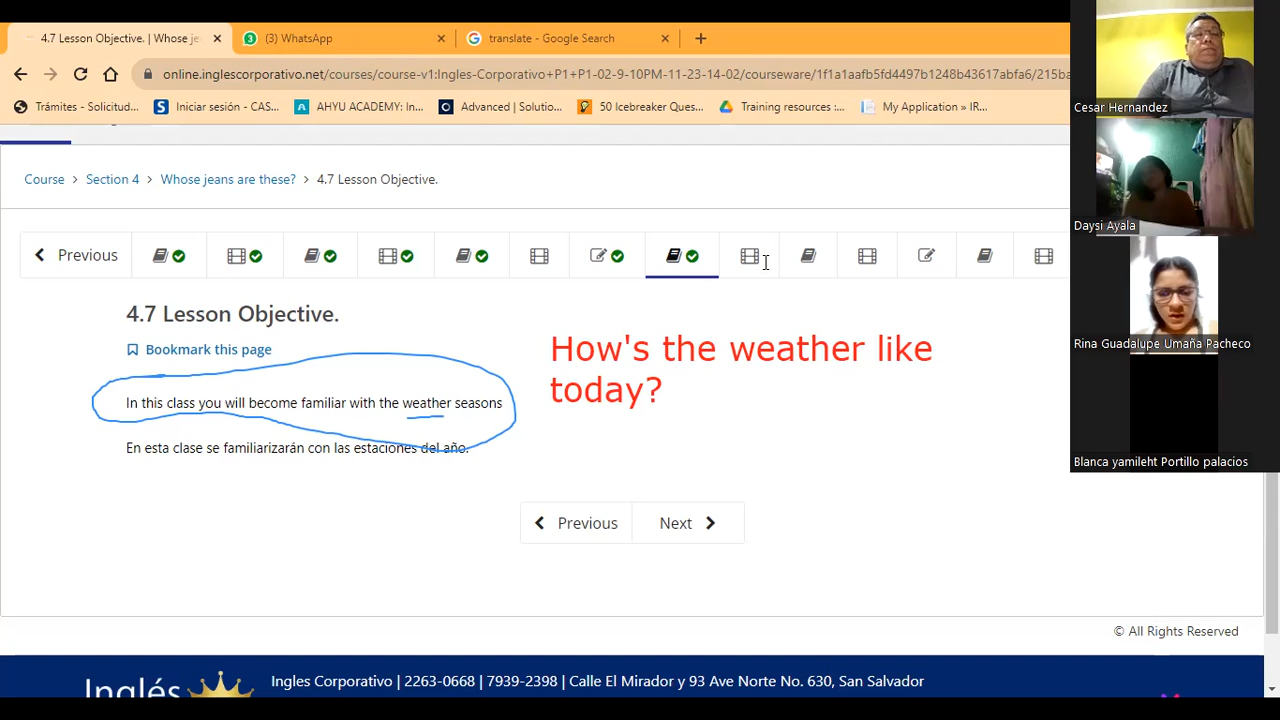 4.7 Lesson Objective. | Whose je
(3) WhatsApp
translate - Google Search
online.inglescorporativo.net/courses/course-v1:Ingles-Corporativo+P1+P1-02-9-10PM-11-23-14-02/courseware/1f1a1aafb5fd4497b1248b43617abfa6/215ba
Trámites - Solicitud...
Iniciar sesión - CAS...
AHYU ACADEMY: In...
Advanced | Solutio...
50 Icebreaker Ques...
Training resources :...
My Application » IR...
Course > Section 4 > Whose jeans are these? > 4.7 Lesson Objective.
Previous
4.7 Lesson Objective.
Bookmark this page
How's the weather like
today?
In this class you will become familiar with the weather seasons
En esta clase se familiarizarán con las estaciones del año.
Previous
Next
© All Rights Reserved
Inglés
Ingles Corporativo | 2263-0668 | 7939-2398 | Calle El Mirador y 93 Ave Norte No. 630, San Salvador
Cesar Hernandez
Daysi Ayala
Rina Guadalupe Umaña Pacheco
Blanca yamileht Portillo palacios